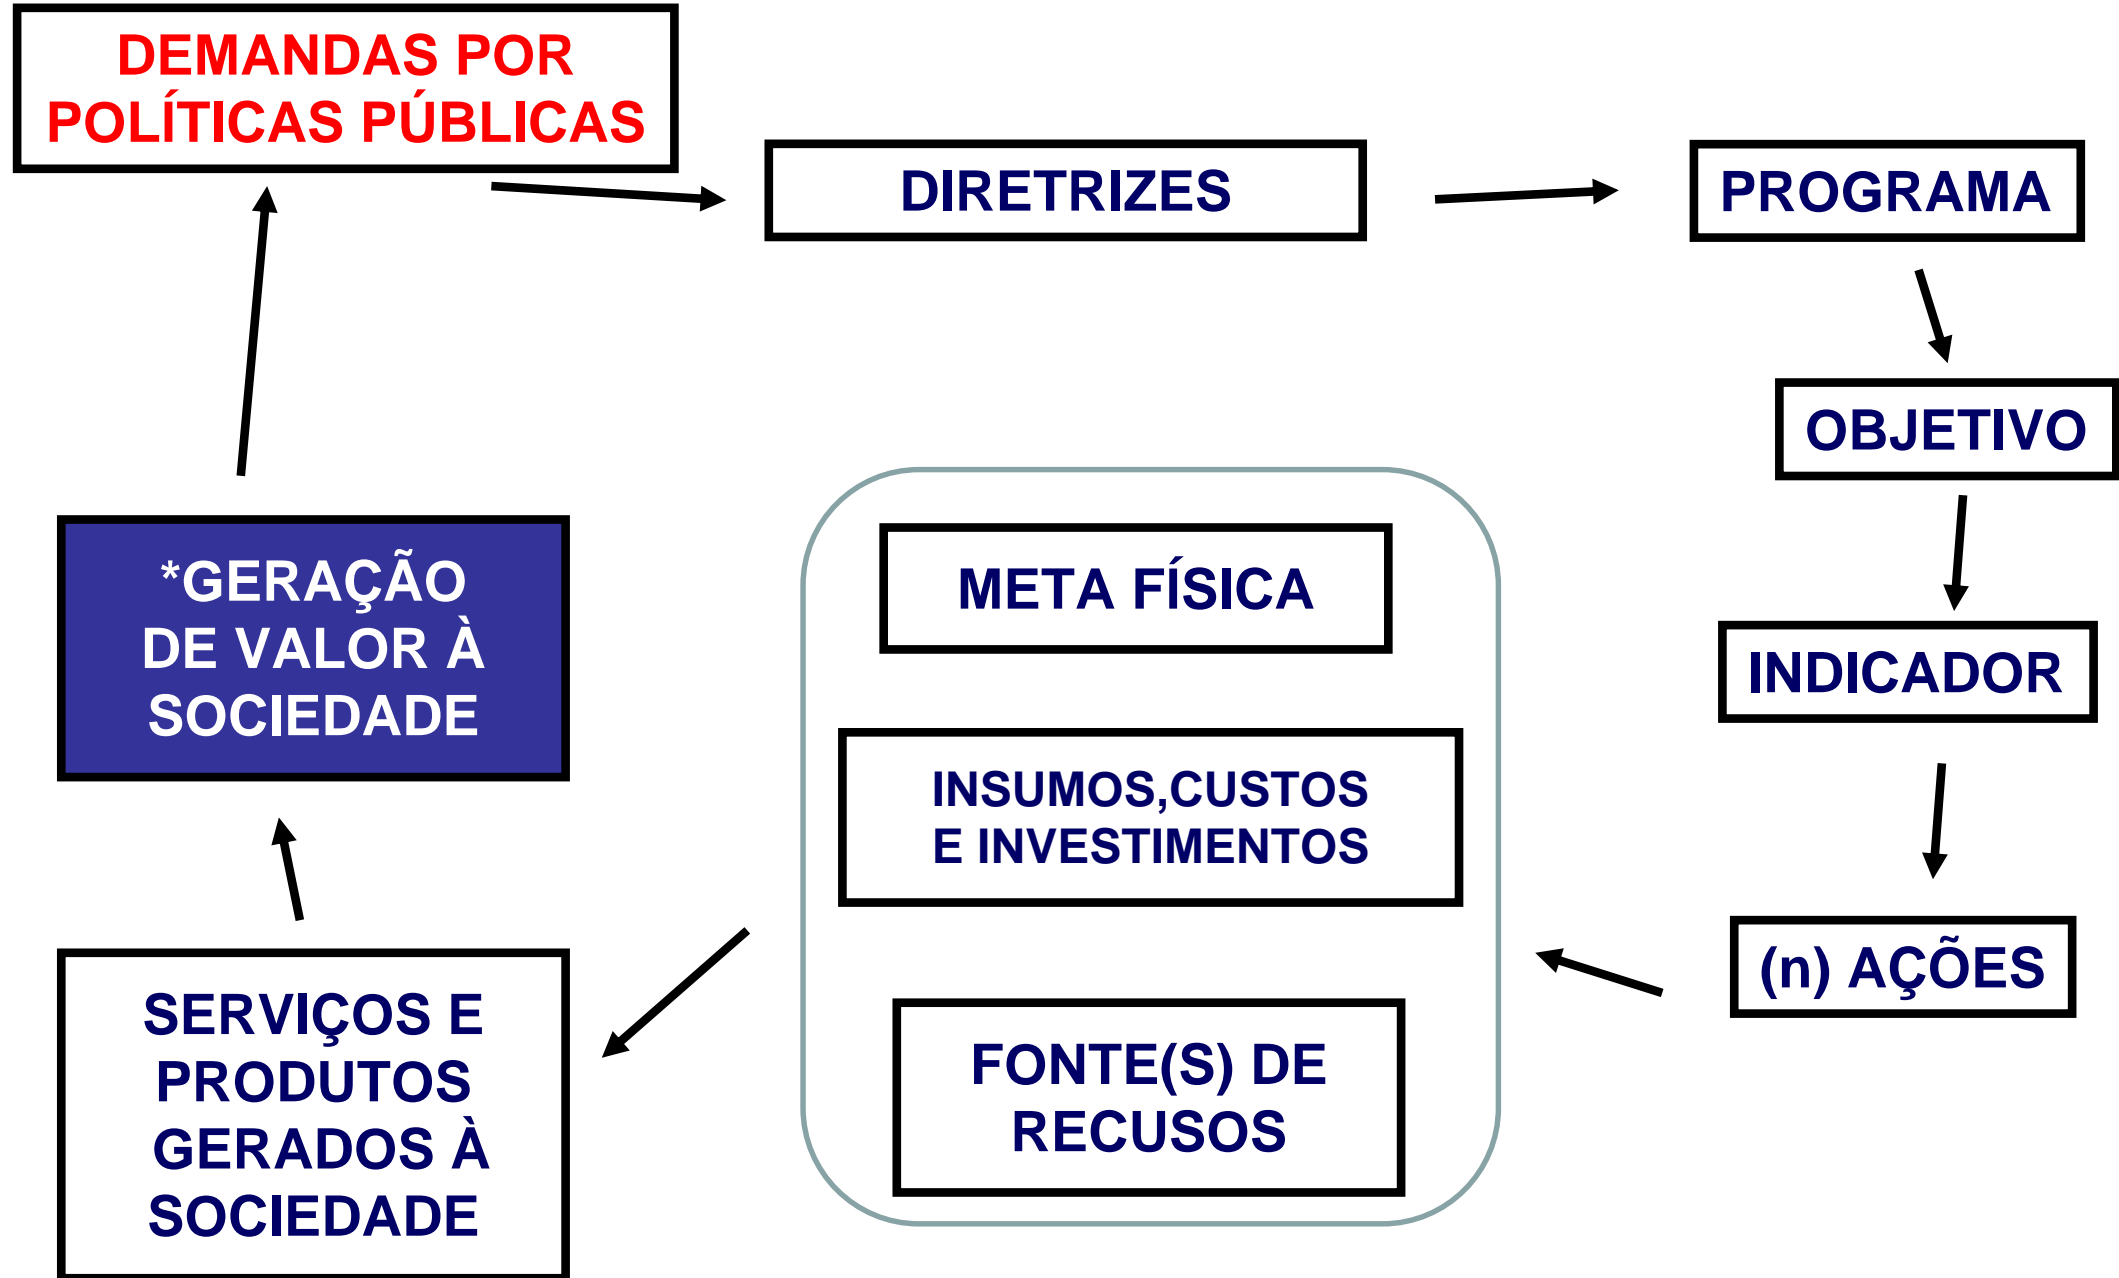 DEMANDAS POR
POLÍTICAS PÚBLICAS
DIRETRIZES
PROGRAMA
OBJETIVO
INDICADOR
(n) AÇÕES
META FÍSICA
INSUMOS,CUSTOS
E INVESTIMENTOS
FONTE(S) DE
RECUSOS
SERVIÇOS E
PRODUTOS
GERADOS À
SOCIEDADE
*GERAÇÃO
DE VALOR À
SOCIEDADE